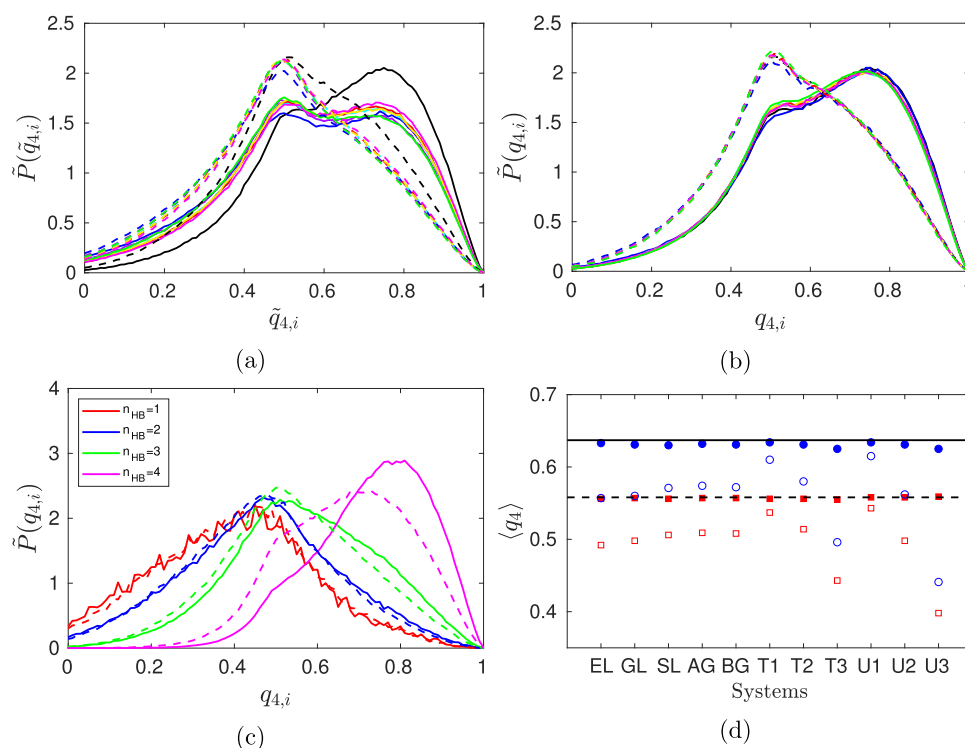 2.5
2
1.5
1
0.5
0
P̃(q̃4,i)
0 0.2 0.4 0.6 0.8 1
q̃4,i
(a)
2.5
2
1.5
1
0.5
0
P̃(q4,i)
0 0.2 0.4 0.6 0.8 1
q4,i
(b)
4
3
2
1
0
P̃(q4,i)
nHB=1
nHB=2
nHB=3
nHB=4
0 0.2 0.4 0.6 0.8 1
q4,i
(c)
0.7
0.6
0.5
0.4
⟨q4⟩
EL GL SL AG BG T1 T2 T3 U1 U2 U3
Systems
(d)